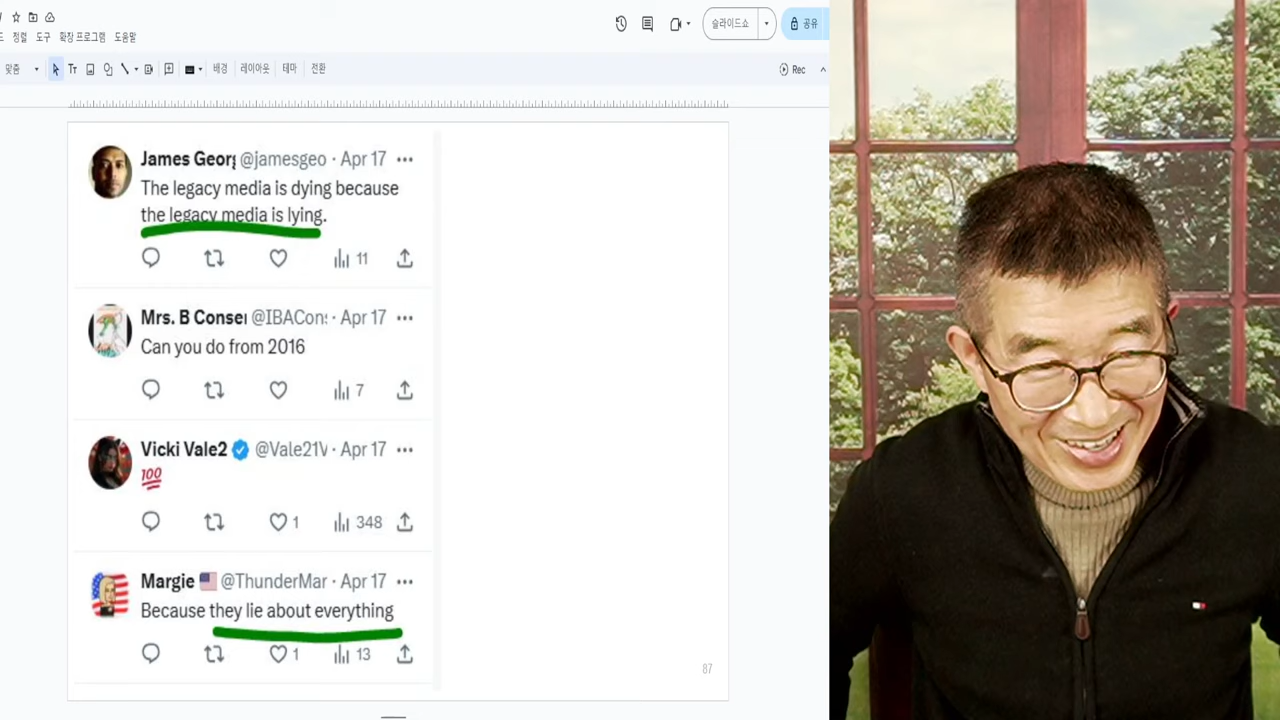 정렬 도구 확장 프로그램 도움말
슬라이드쇼
공유
맞춤
배경 레이아웃 테마 전환
Rec
James Geor @jamesgeo · Apr 17
The legacy media is dying because
the legacy media is lying.
11
Mrs. B Conse @IBACon · Apr 17
Can you do from 2016
7
Vicki Vale2 @Vale21V · Apr 17
💯
1 348
Margie 🇺🇸 @ThunderMar · Apr 17
Because they lie about everything
1 13
87